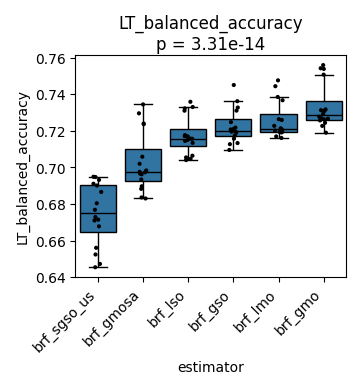 LT_balanced_accuracy
p = 3.31e-14
0.76
0.74
0.72
0.70
0.68
0.66
0.64
LT_balanced_accuracy
brf_sgso_us
brf_gmosa
brf_lso
brf_gso
brf_lmo
brf_gmo
estimator